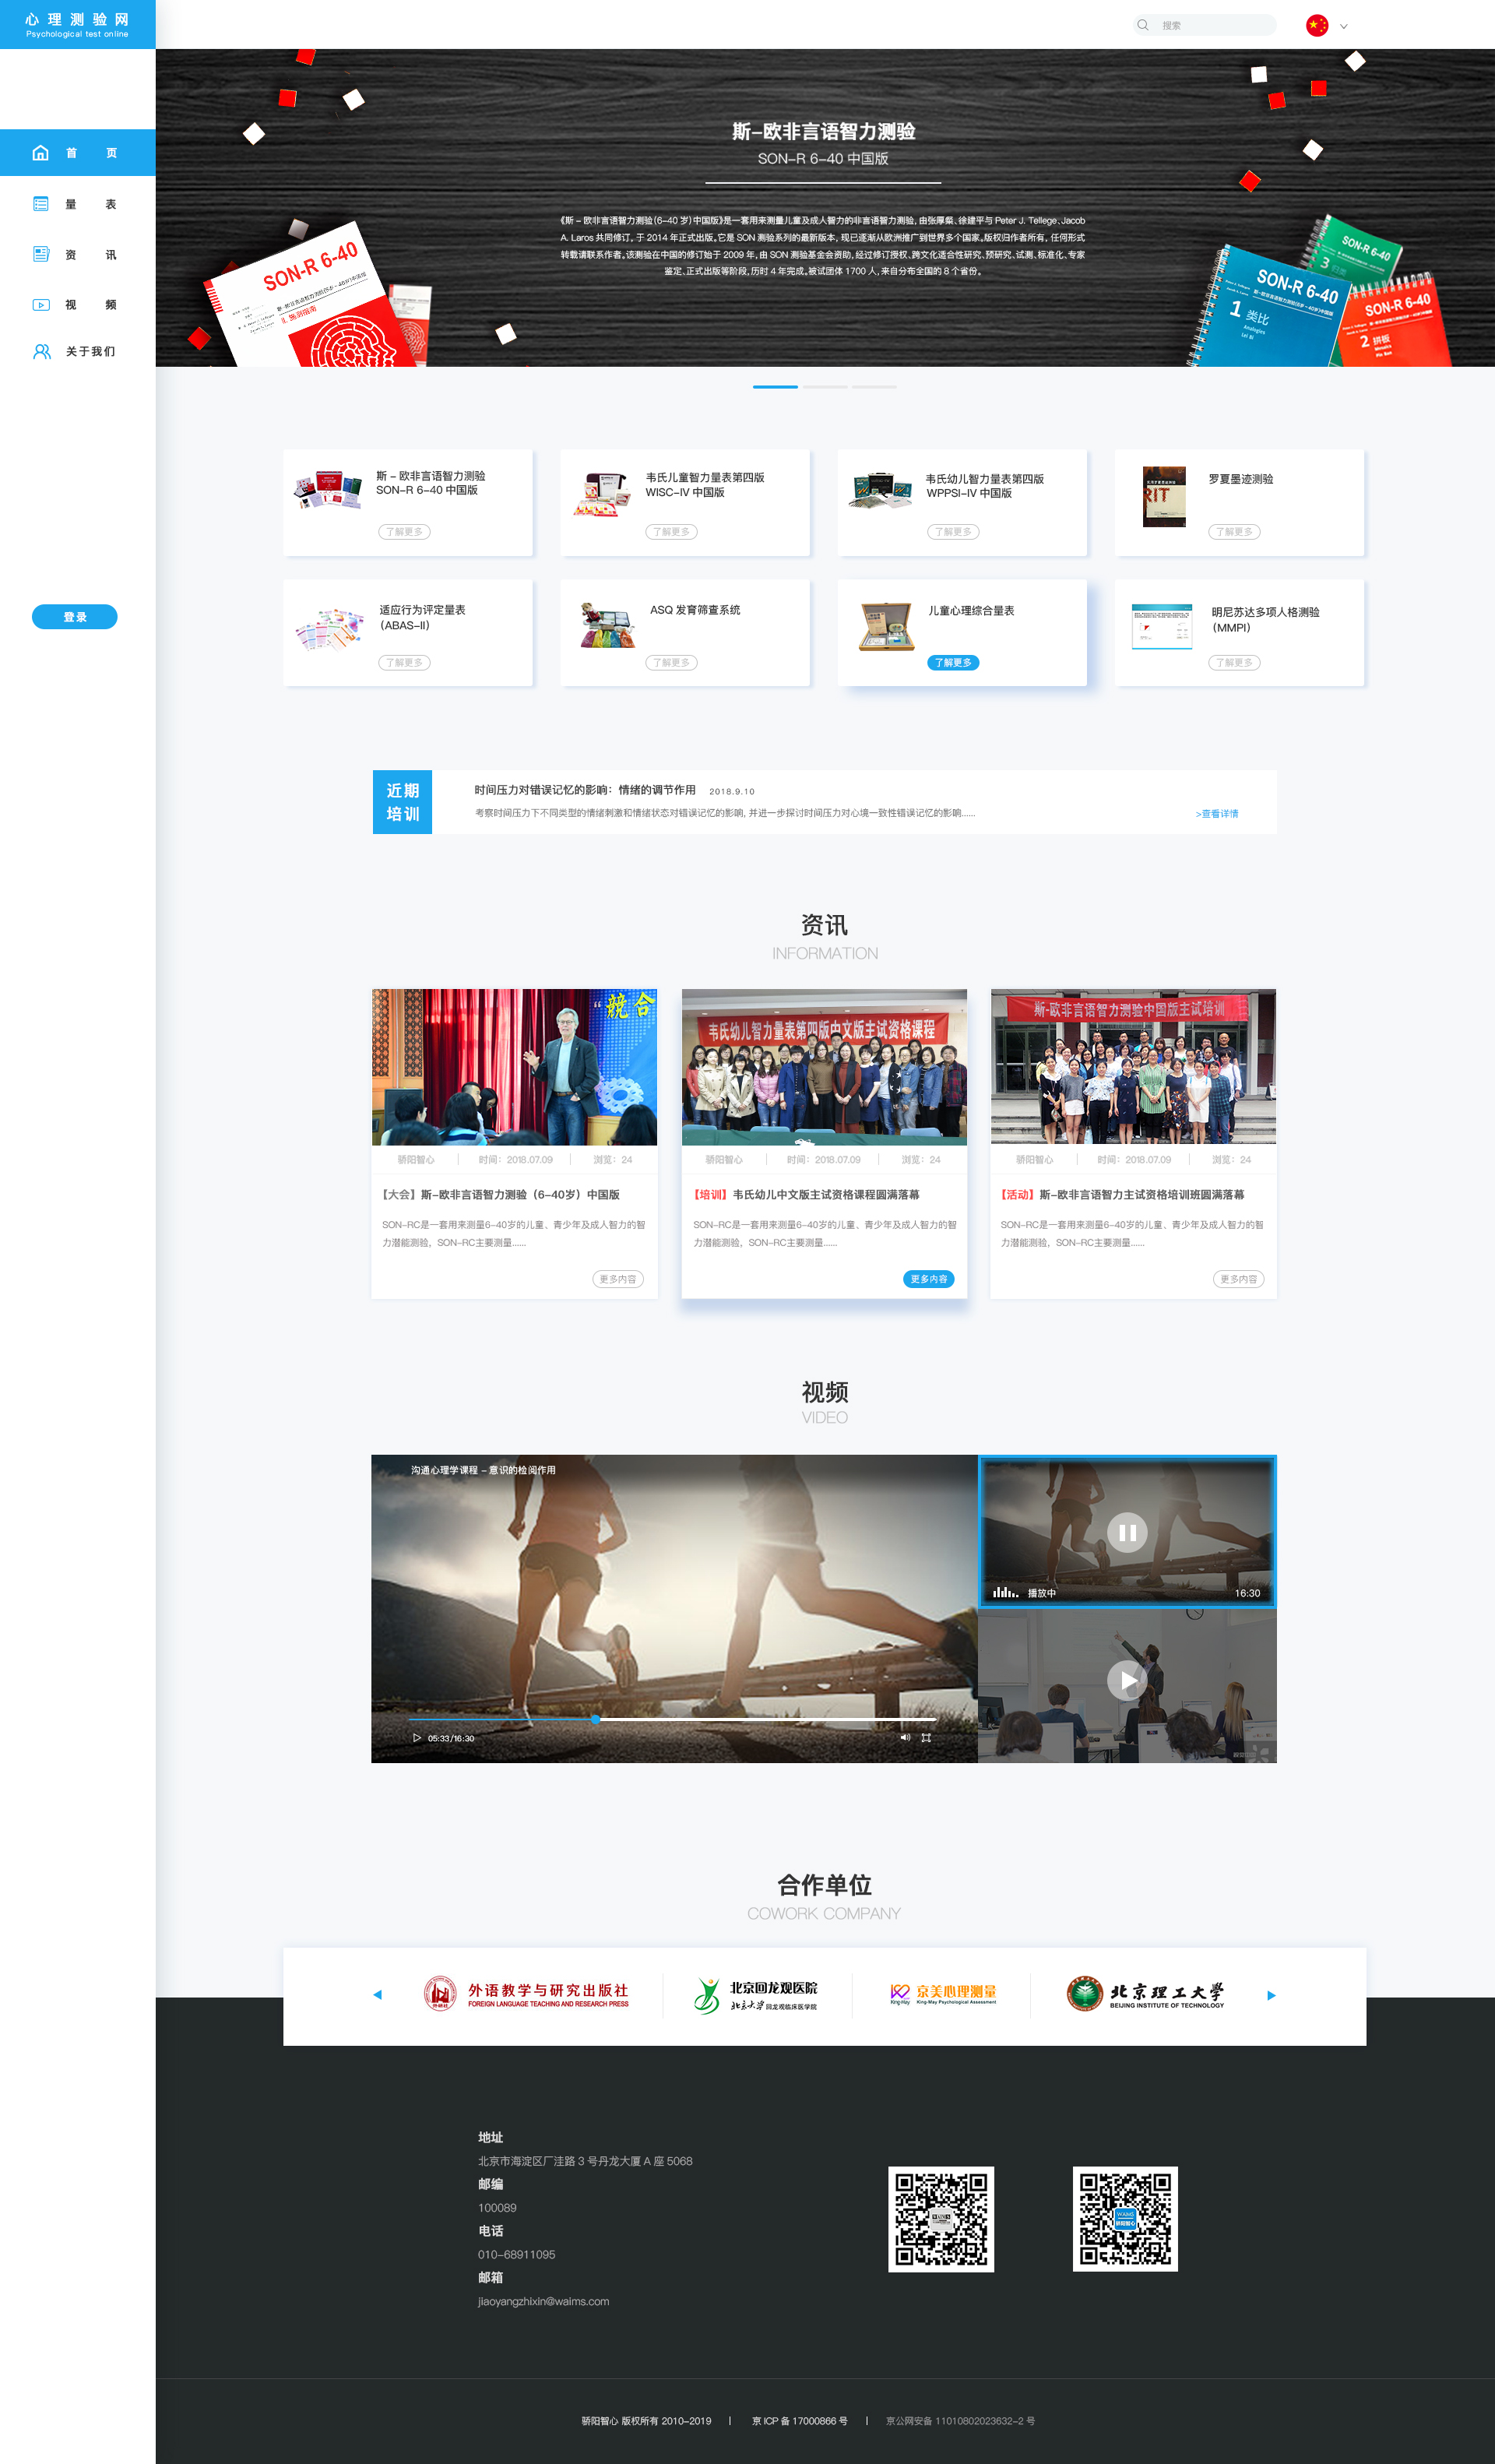 心理测验网
Psychological test online
搜索
首 页
量 表
资 讯
视 频
关于我们
登录
斯-欧非言语智力测验
SON-R 6-40 中国版
《斯 – 欧非言语智力测验(6-40 岁)中国版》是一套用来测量儿童及成人智力的非言语智力测验, 由张厚粲、徐建平与 Peter J. Tellege、Jacob
A. Laros 共同修订, 于 2014 年正式出版。它是 SON 测验系列的最新版本, 现已逐渐从欧洲推广到世界多个国家。版权归作者所有, 任何形式
转载请联系作者。该测验在中国的修订始于 2009 年, 由 SON 测验基金会资助, 经过修订授权、跨文化适合性研究、预研究、试测、标准化、专家
鉴定、正式出版等阶段, 历时 4 年完成。被试团体 1700 人, 来自分布全国的 8 个省份。
SON-R 6-40
SON-R 6-40
1 类比
Analogies
Lei Bi
SON-R 6-40
3 归类
SON-R 6-40
2 拼板
Mosaics
Pin Ban
斯 – 欧非言语智力测验
SON-R 6-40 中国版
了解更多
韦氏儿童智力量表第四版
WISC-IV 中国版
了解更多
韦氏幼儿智力量表第四版
WPPSI-IV 中国版
了解更多
罗夏墨迹测验
了解更多
适应行为评定量表
(ABAS-II)
了解更多
ASQ 发育筛查系统
了解更多
儿童心理综合量表
了解更多
明尼苏达多项人格测验
(MMPI)
了解更多
近期
培训
时间压力对错误记忆的影响：情绪的调节作用 2018.9.10
考察时间压力下不同类型的情绪刺激和情绪状态对错误记忆的影响, 并进一步探讨时间压力对心境一致性错误记忆的影响......
>查看详情
资讯
INFORMATION
“競合
韦氏幼儿智力量表第四版中文版主试资格课程
斯-欧非言语智力测验中国版主试培训
骄阳智心 时间：2018.07.09 浏览：24
【大会】斯-欧非言语智力测验（6-40岁）中国版
SON-RC是一套用来测量6-40岁的儿童、青少年及成人智力的智
力潜能测验，SON-RC主要测量......
更多内容
骄阳智心 时间：2018.07.09 浏览：24
【培训】韦氏幼儿中文版主试资格课程圆满落幕
SON-RC是一套用来测量6-40岁的儿童、青少年及成人智力的智
力潜能测验，SON-RC主要测量......
更多内容
骄阳智心 时间：2018.07.09 浏览：24
【活动】斯-欧非言语智力主试资格培训班圆满落幕
SON-RC是一套用来测量6-40岁的儿童、青少年及成人智力的智
力潜能测验，SON-RC主要测量......
更多内容
视频
VIDEO
沟通心理学课程 – 意识的检阅作用
05:33/16:30
播放中 16:30
合作单位
COWORK COMPANY
外语教学与研究出版社
FOREIGN LANGUAGE TEACHING AND RESEARCH PRESS
北京回龙观医院
北京大学回龙观临床医学院
King-May
京美心理测量
King-May Psychological Assessment
北京理工大学
BEIJING INSTITUTE OF TECHNOLOGY
地址
北京市海淀区厂洼路 3 号丹龙大厦 A 座 5068
邮编
100089
电话
010-68911095
邮箱
jiaoyangzhixin@waims.com
WAIMS
骄阳智心
骄阳智心 版权所有 2010-2019 | 京 ICP 备 17000866 号 | 京公网安备 11010802023632-2 号